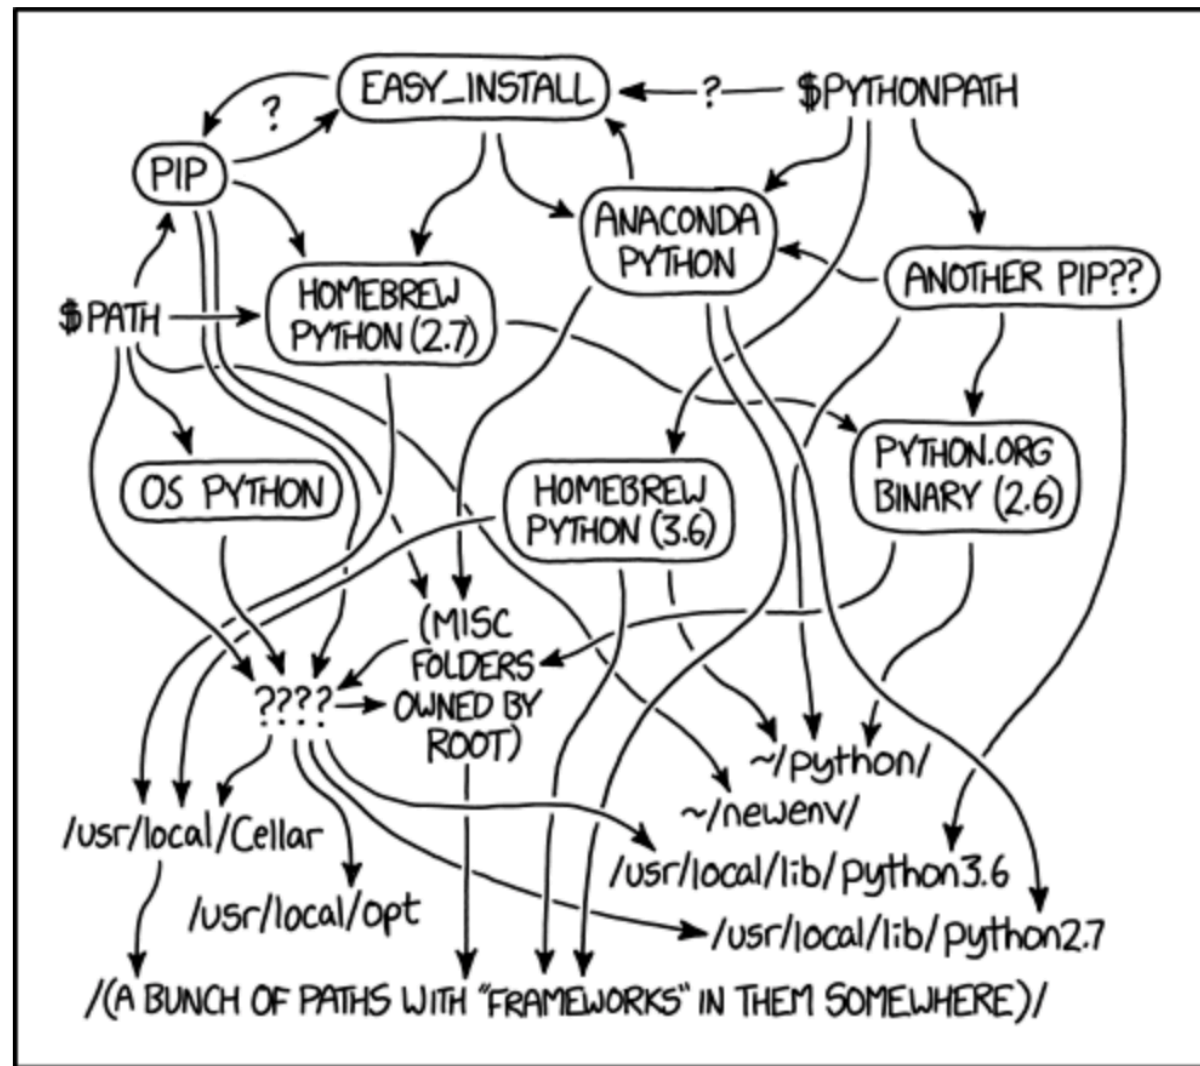 EASY_INSTALL
?
$PYTHONPATH
?
PIP
ANACONDA
PYTHON
ANOTHER PIP??
HOMEBREW
PYTHON (2.7)
$PATH
OS PYTHON
HOMEBREW
PYTHON (3.6)
PYTHON.ORG
BINARY (2.6)
(MISC
FOLDERS
OWNED BY
ROOT)
????
~/python/
~/newenv/
/usr/local/Cellar
/usr/local/lib/python3.6
/usr/local/opt
/usr/local/lib/python2.7
/(A BUNCH OF PATHS WITH "FRAMEWORKS" IN THEM SOMEWHERE)/